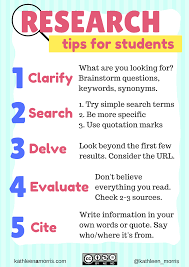 RESEARCH
tips for students
1 Clarify
What are you looking for?
Brainstorm questions,
keywords, synonyms.
2 Search
1. Try simple search terms
2. Be more specific
3. Use quotation marks
3 Delve
Look beyond the first few
results. Consider the URL.
4 Evaluate
Don't believe
everything you read.
Check 2-3 sources.
5 Cite
Write information in your
own words or quote. Say
who/where it's from.
kathleenamorris.com
@kathleen_morris